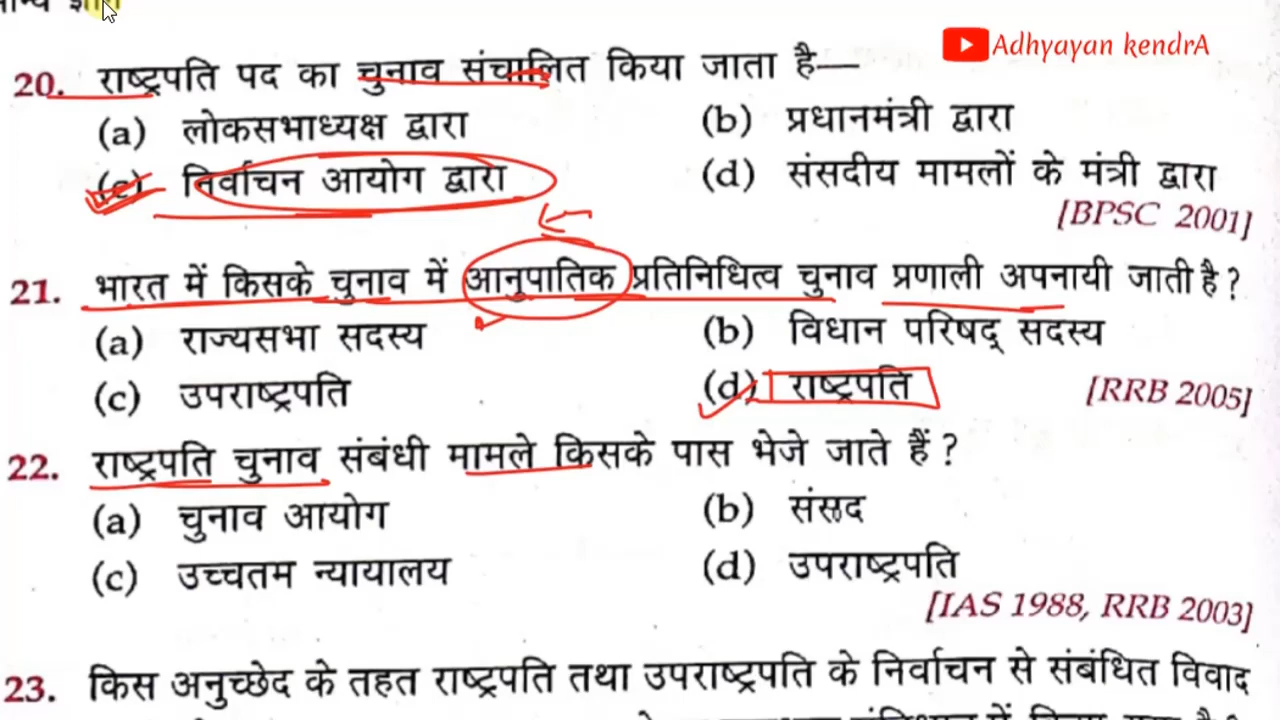 Adhyayan kendrA
20. राष्ट्रपति पद का चुनाव संचालित किया जाता है—
(a) लोकसभाध्यक्ष द्वारा (b) प्रधानमंत्री द्वारा
(c) निर्वाचन आयोग द्वारा (d) संसदीय मामलों के मंत्री द्वारा
[BPSC 2001]
21. भारत में किसके चुनाव में आनुपातिक प्रतिनिधित्व चुनाव प्रणाली अपनायी जाती है?
(a) राज्यसभा सदस्य (b) विधान परिषद् सदस्य
(c) उपराष्ट्रपति (d) राष्ट्रपति [RRB 2005]
22. राष्ट्रपति चुनाव संबंधी मामले किसके पास भेजे जाते हैं?
(a) चुनाव आयोग (b) संसद
(c) उच्चतम न्यायालय (d) उपराष्ट्रपति
[IAS 1988, RRB 2003]
23. किस अनुच्छेद के तहत राष्ट्रपति तथा उपराष्ट्रपति के निर्वाचन से संबंधित विवाद